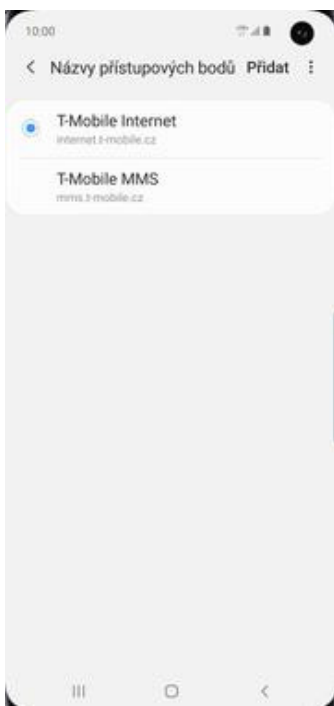 10:00
Názvy přístupových bodů Přidat
T-Mobile Internet
internet.t-mobile.cz
T-Mobile MMS
mms.t-mobile.cz